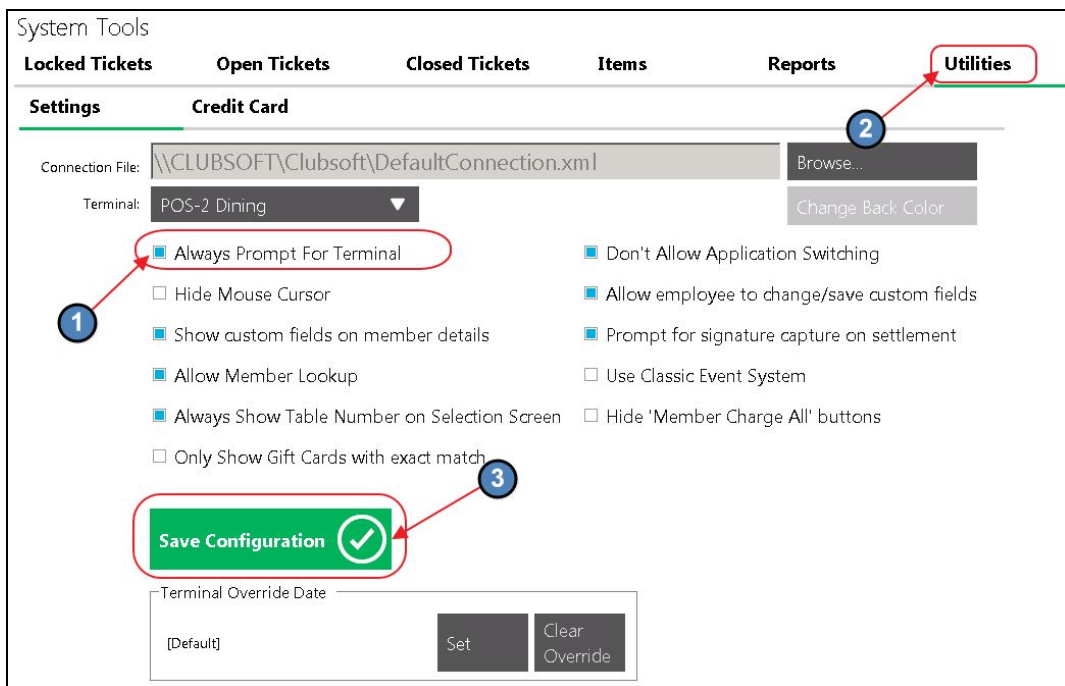 System Tools
Locked Tickets Open Tickets Closed Tickets Items Reports Utilities
Settings Credit Card
2
Connection File: \\CLUBSOFT\Clubsoft\DefaultConnection.xml Browse...
Terminal: POS-2 Dining Change Back Color
Always Prompt For Terminal Don't Allow Application Switching
1
Hide Mouse Cursor Allow employee to change/save custom fields
Show custom fields on member details Prompt for signature capture on settlement
Allow Member Lookup Use Classic Event System
Always Show Table Number on Selection Screen Hide 'Member Charge All' buttons
Only Show Gift Cards with exact match
3
Save Configuration
Terminal Override Date
[Default] Set Clear
Override